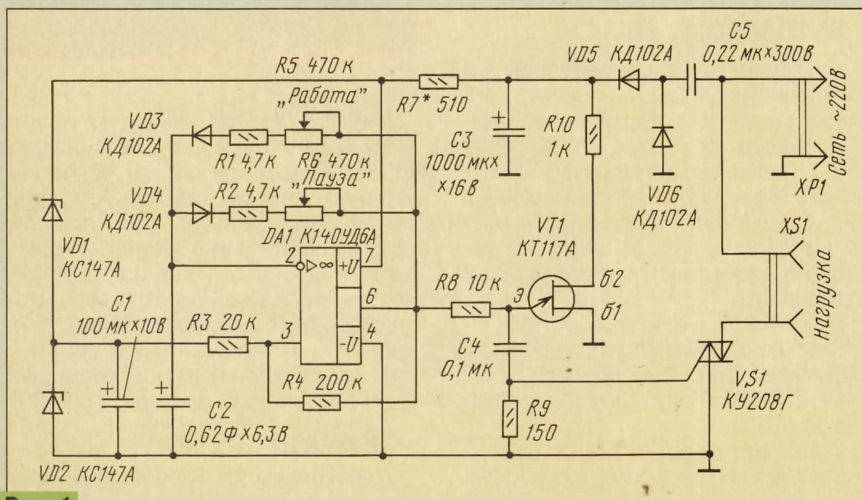 C5
VD5 КД102А 0,22 мк×300В
R5 470 к
„Работа"
R7* 510
VD3
КД102А
R1 4,7к R6 470к
„Пауза"
C3
1000 мк×
×16В
R10
1к
VD6
КД102А
Сеть ~220В
XP1
VD4
КД102А
R2 4,7к
DA1 К140УД6А
VT1
КТ117А
XS1
VD1
КС147А
2 ▷∞ +U 7
б2
R8 10 к
Э
б1
6
Нагрузка
C1
100 мк×10В
R3 20 к
3 -U 4
C4
0,1 мк
R4 200 к
VS1
КУ208Г
C2
0,62Ф×6,3В
R9
150
VD2 КС147А